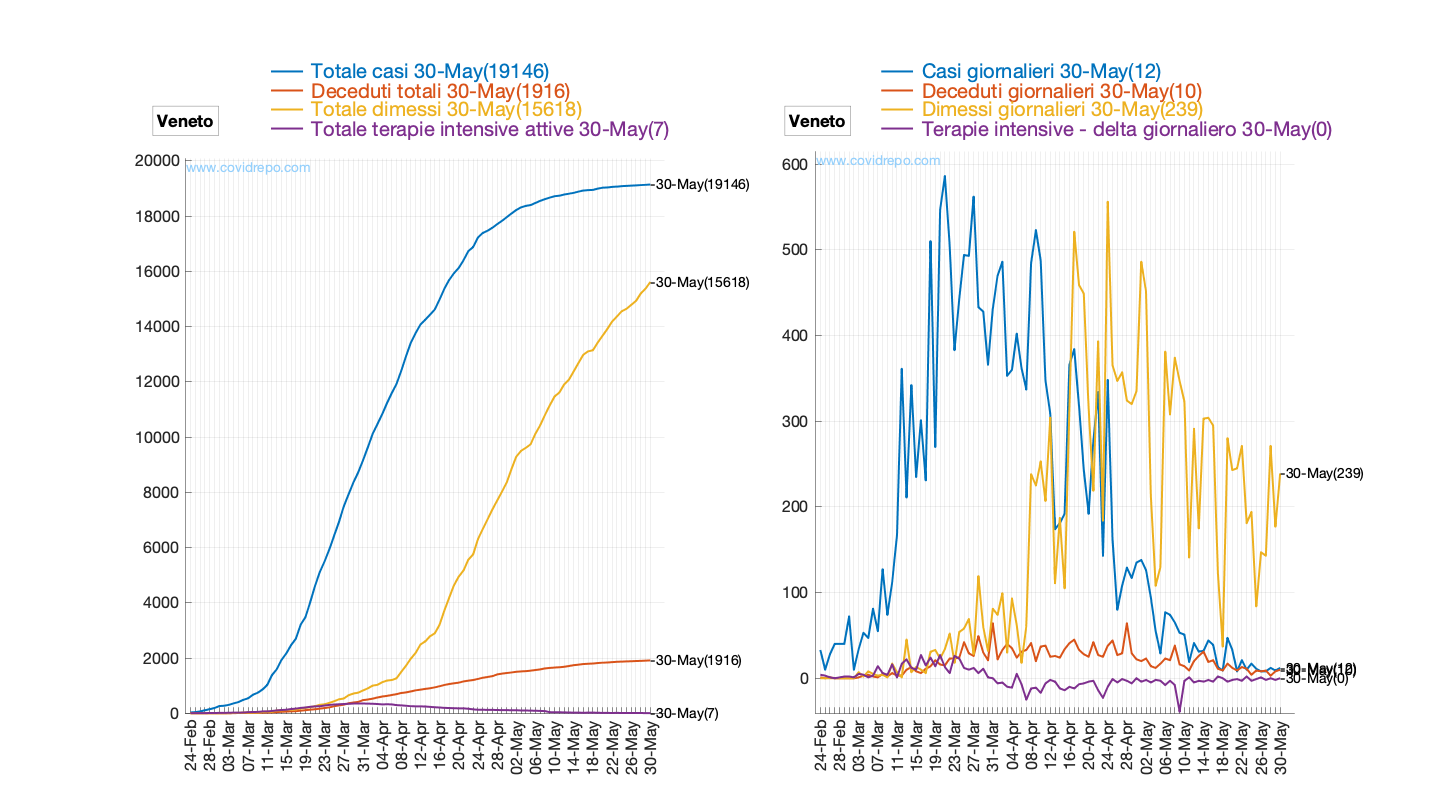 Totale casi 30-May(19146)
Deceduti totali 30-May(1916)
Totale dimessi 30-May(15618)
Totale terapie intensive attive 30-May(7)
Veneto
www.covidrepo.com
20000
18000
16000
14000
12000
10000
8000
6000
4000
2000
0
30-May(19146)
30-May(15618)
30-May(1916)
30-May(7)
24-Feb
28-Feb
03-Mar
07-Mar
11-Mar
15-Mar
19-Mar
23-Mar
27-Mar
31-Mar
04-Apr
08-Apr
12-Apr
16-Apr
20-Apr
24-Apr
28-Apr
02-May
06-May
10-May
14-May
18-May
22-May
26-May
30-May
Casi giornalieri 30-May(12)
Deceduti giornalieri 30-May(10)
Dimessi giornalieri 30-May(239)
Terapie intensive - delta giornaliero 30-May(0)
Veneto
www.covidrepo.com
600
500
400
300
200
100
0
30-May(239)
30-May(12)
30-May(0)
24-Feb
28-Feb
03-Mar
07-Mar
11-Mar
15-Mar
19-Mar
23-Mar
27-Mar
31-Mar
04-Apr
08-Apr
12-Apr
16-Apr
20-Apr
24-Apr
28-Apr
02-May
06-May
10-May
14-May
18-May
22-May
26-May
30-May